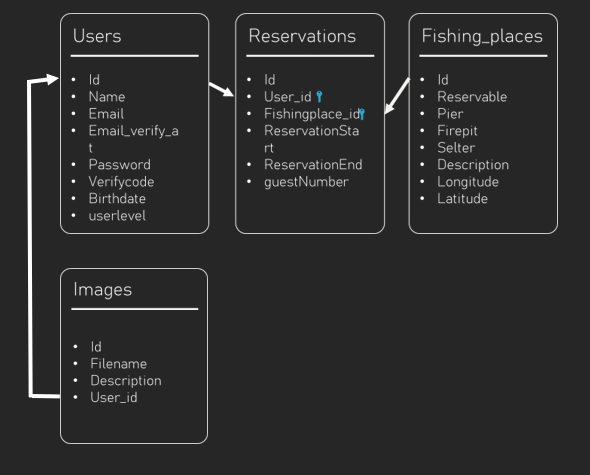 Users
• Id
• Name
• Email
• Email_verify_a
t
• Password
• Verifycode
• Birthdate
• userlevel
Reservations
• Id
• User_id
• Fishingplace_id
• ReservationSta
rt
• ReservationEnd
• guestNumber
Fishing_places
• Id
• Reservable
• Pier
• Firepit
• Selter
• Description
• Longitude
• Latitude
Images
• Id
• Filename
• Description
• User_id